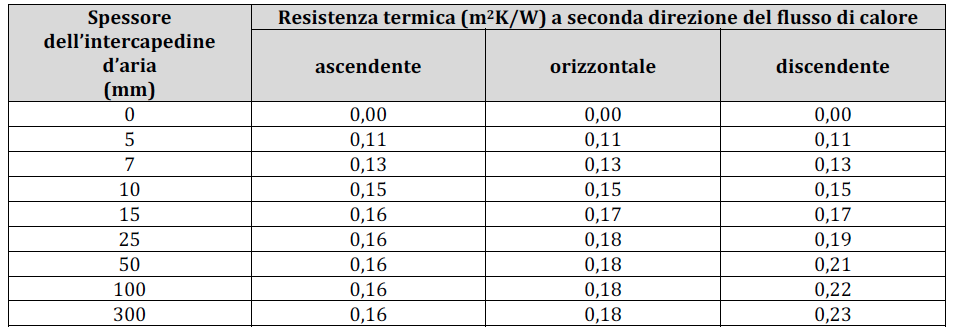 Spessore
dell’intercapedine
d’aria
(mm)
Resistenza termica (m²K/W) a seconda direzione del flusso di calore
ascendente orizzontale discendente
0 0,00 0,00 0,00
5 0,11 0,11 0,11
7 0,13 0,13 0,13
10 0,15 0,15 0,15
15 0,16 0,17 0,17
25 0,16 0,18 0,19
50 0,16 0,18 0,21
100 0,16 0,18 0,22
300 0,16 0,18 0,23